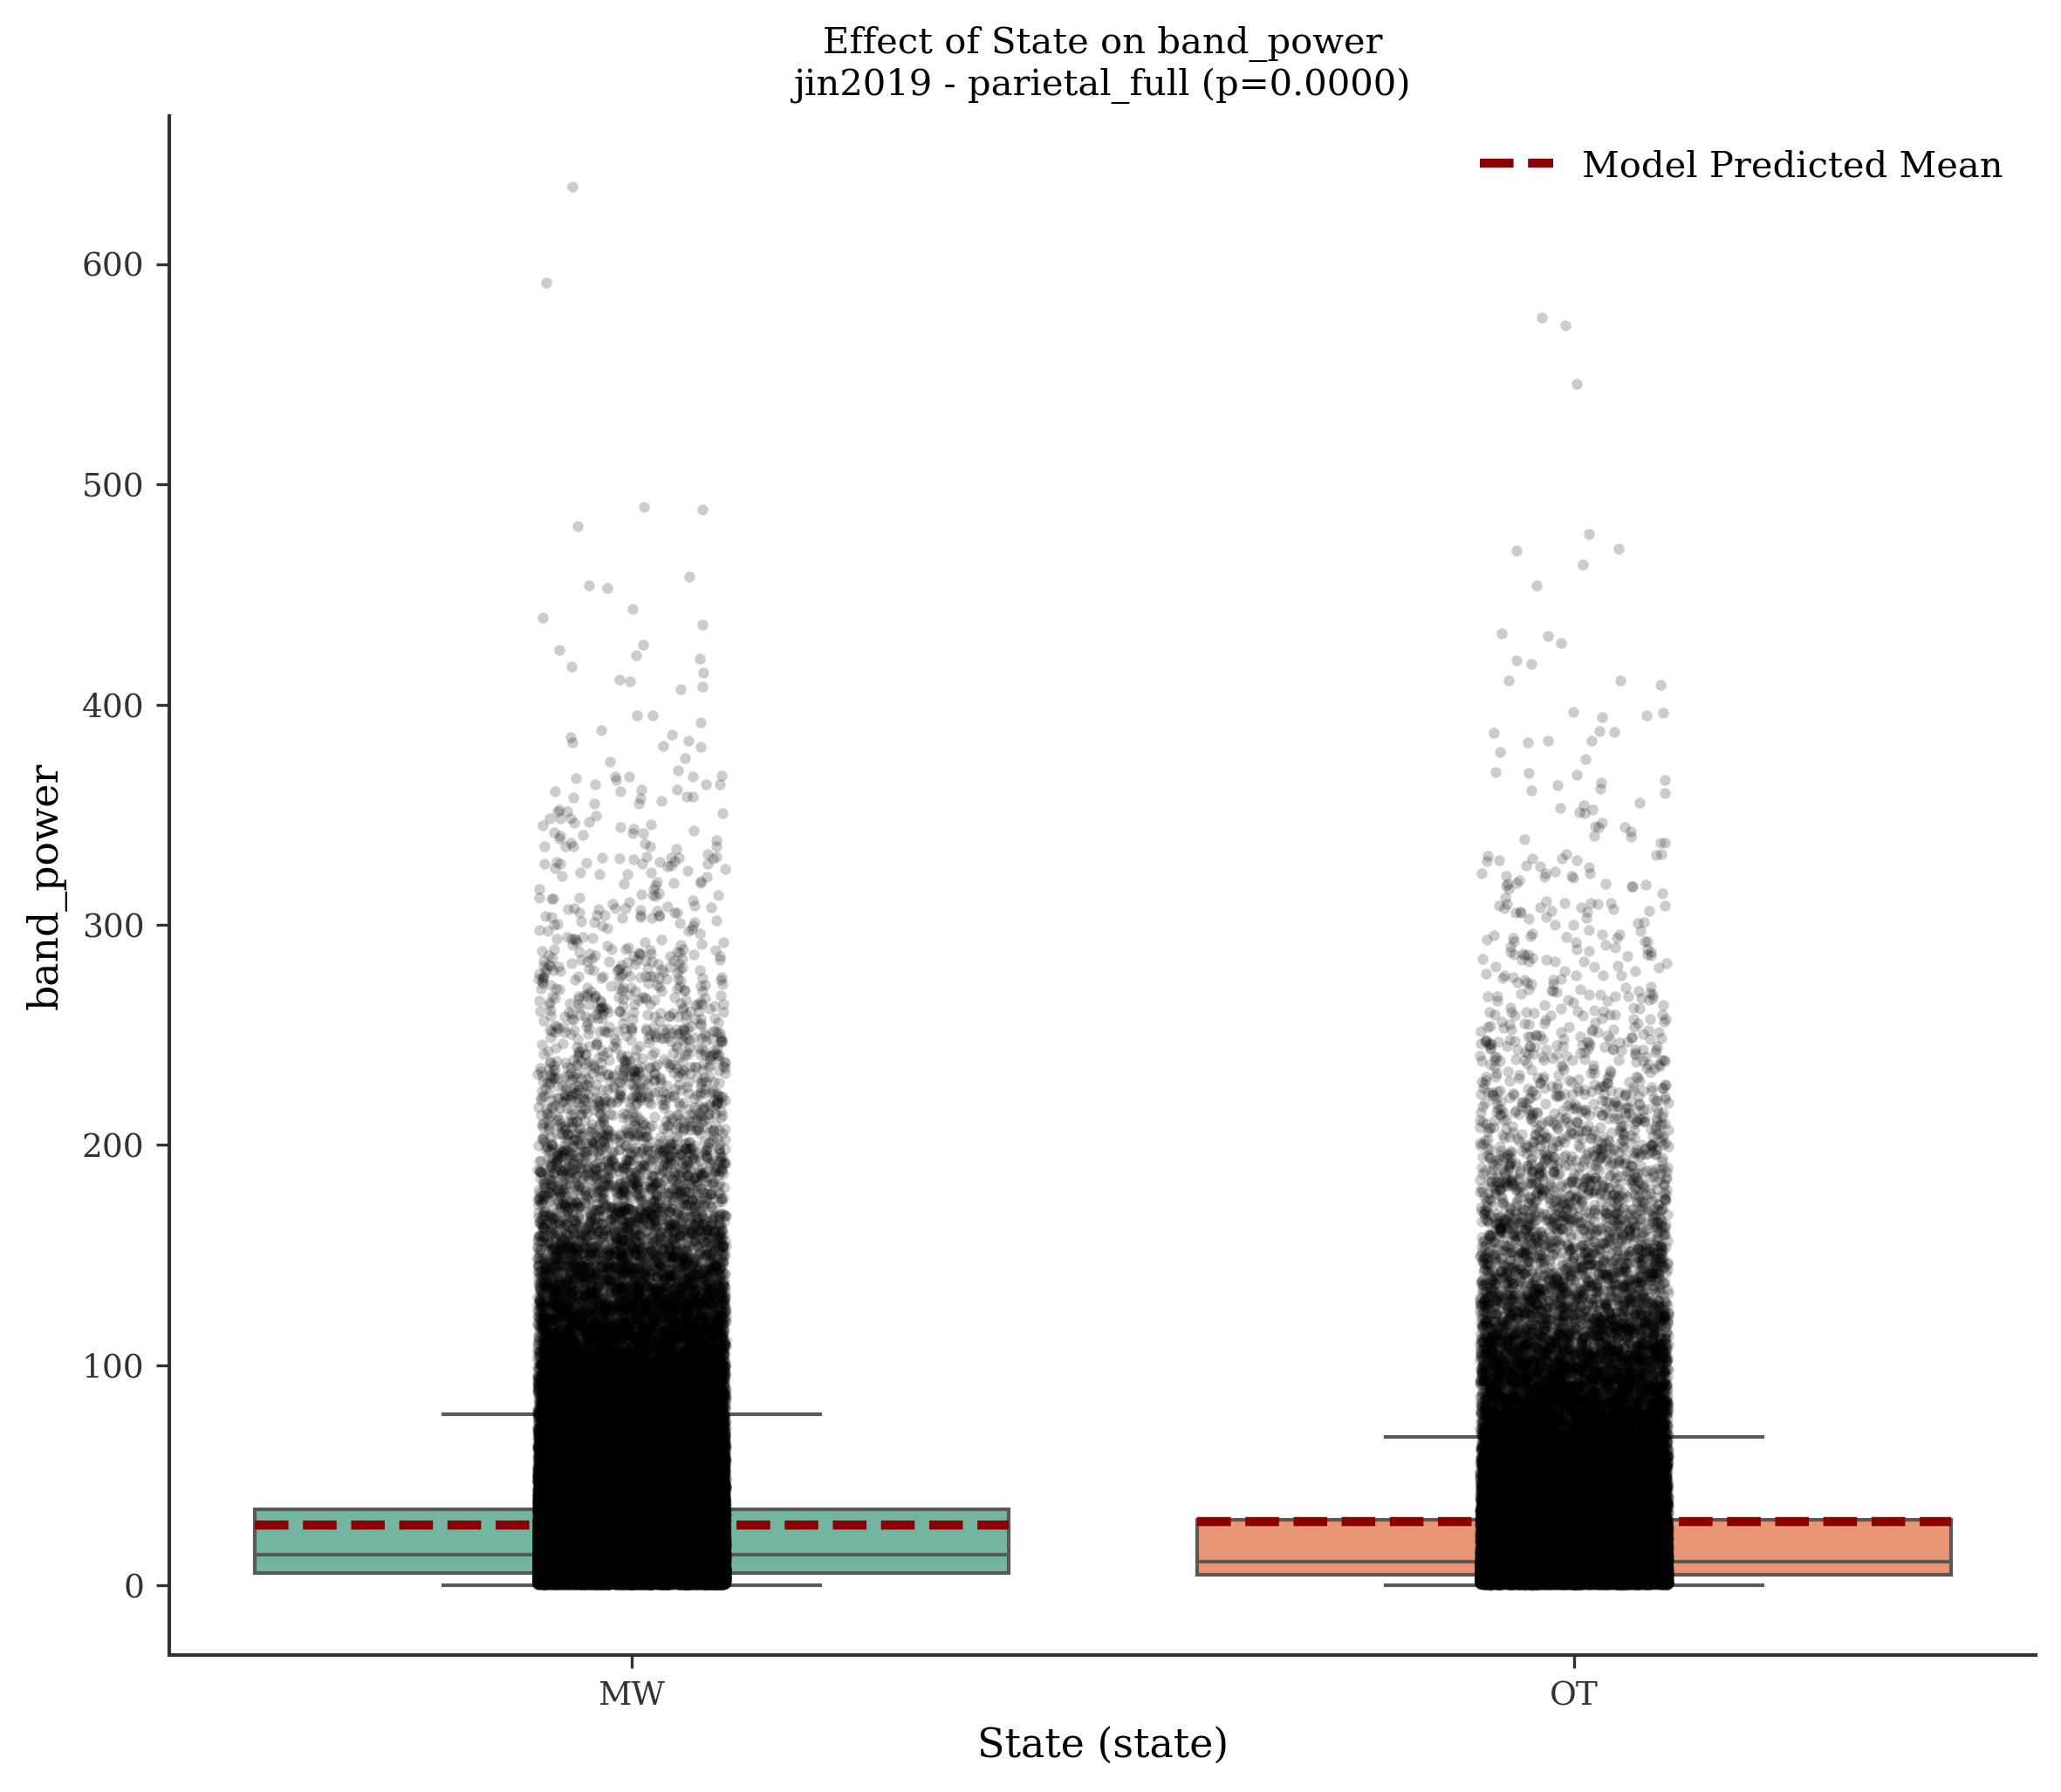 Effect of State on band_power
jin2019 - parietal_full (p=0.0000)
Model Predicted Mean
600
500
400
300
200
100
0
band_power
MW
OT
State (state)